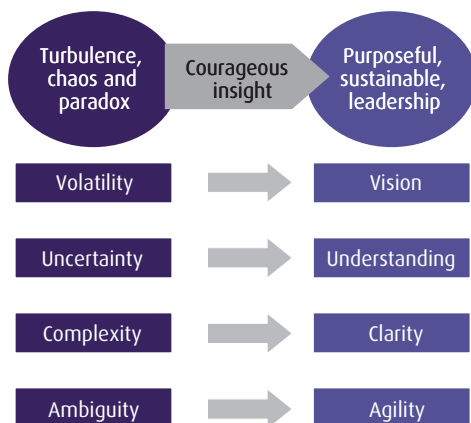 Turbulence,
chaos and
paradox
Courageous
insight
Purposeful,
sustainable,
leadership
Volatility
Vision
Uncertainty
Understanding
Complexity
Clarity
Ambiguity
Agility